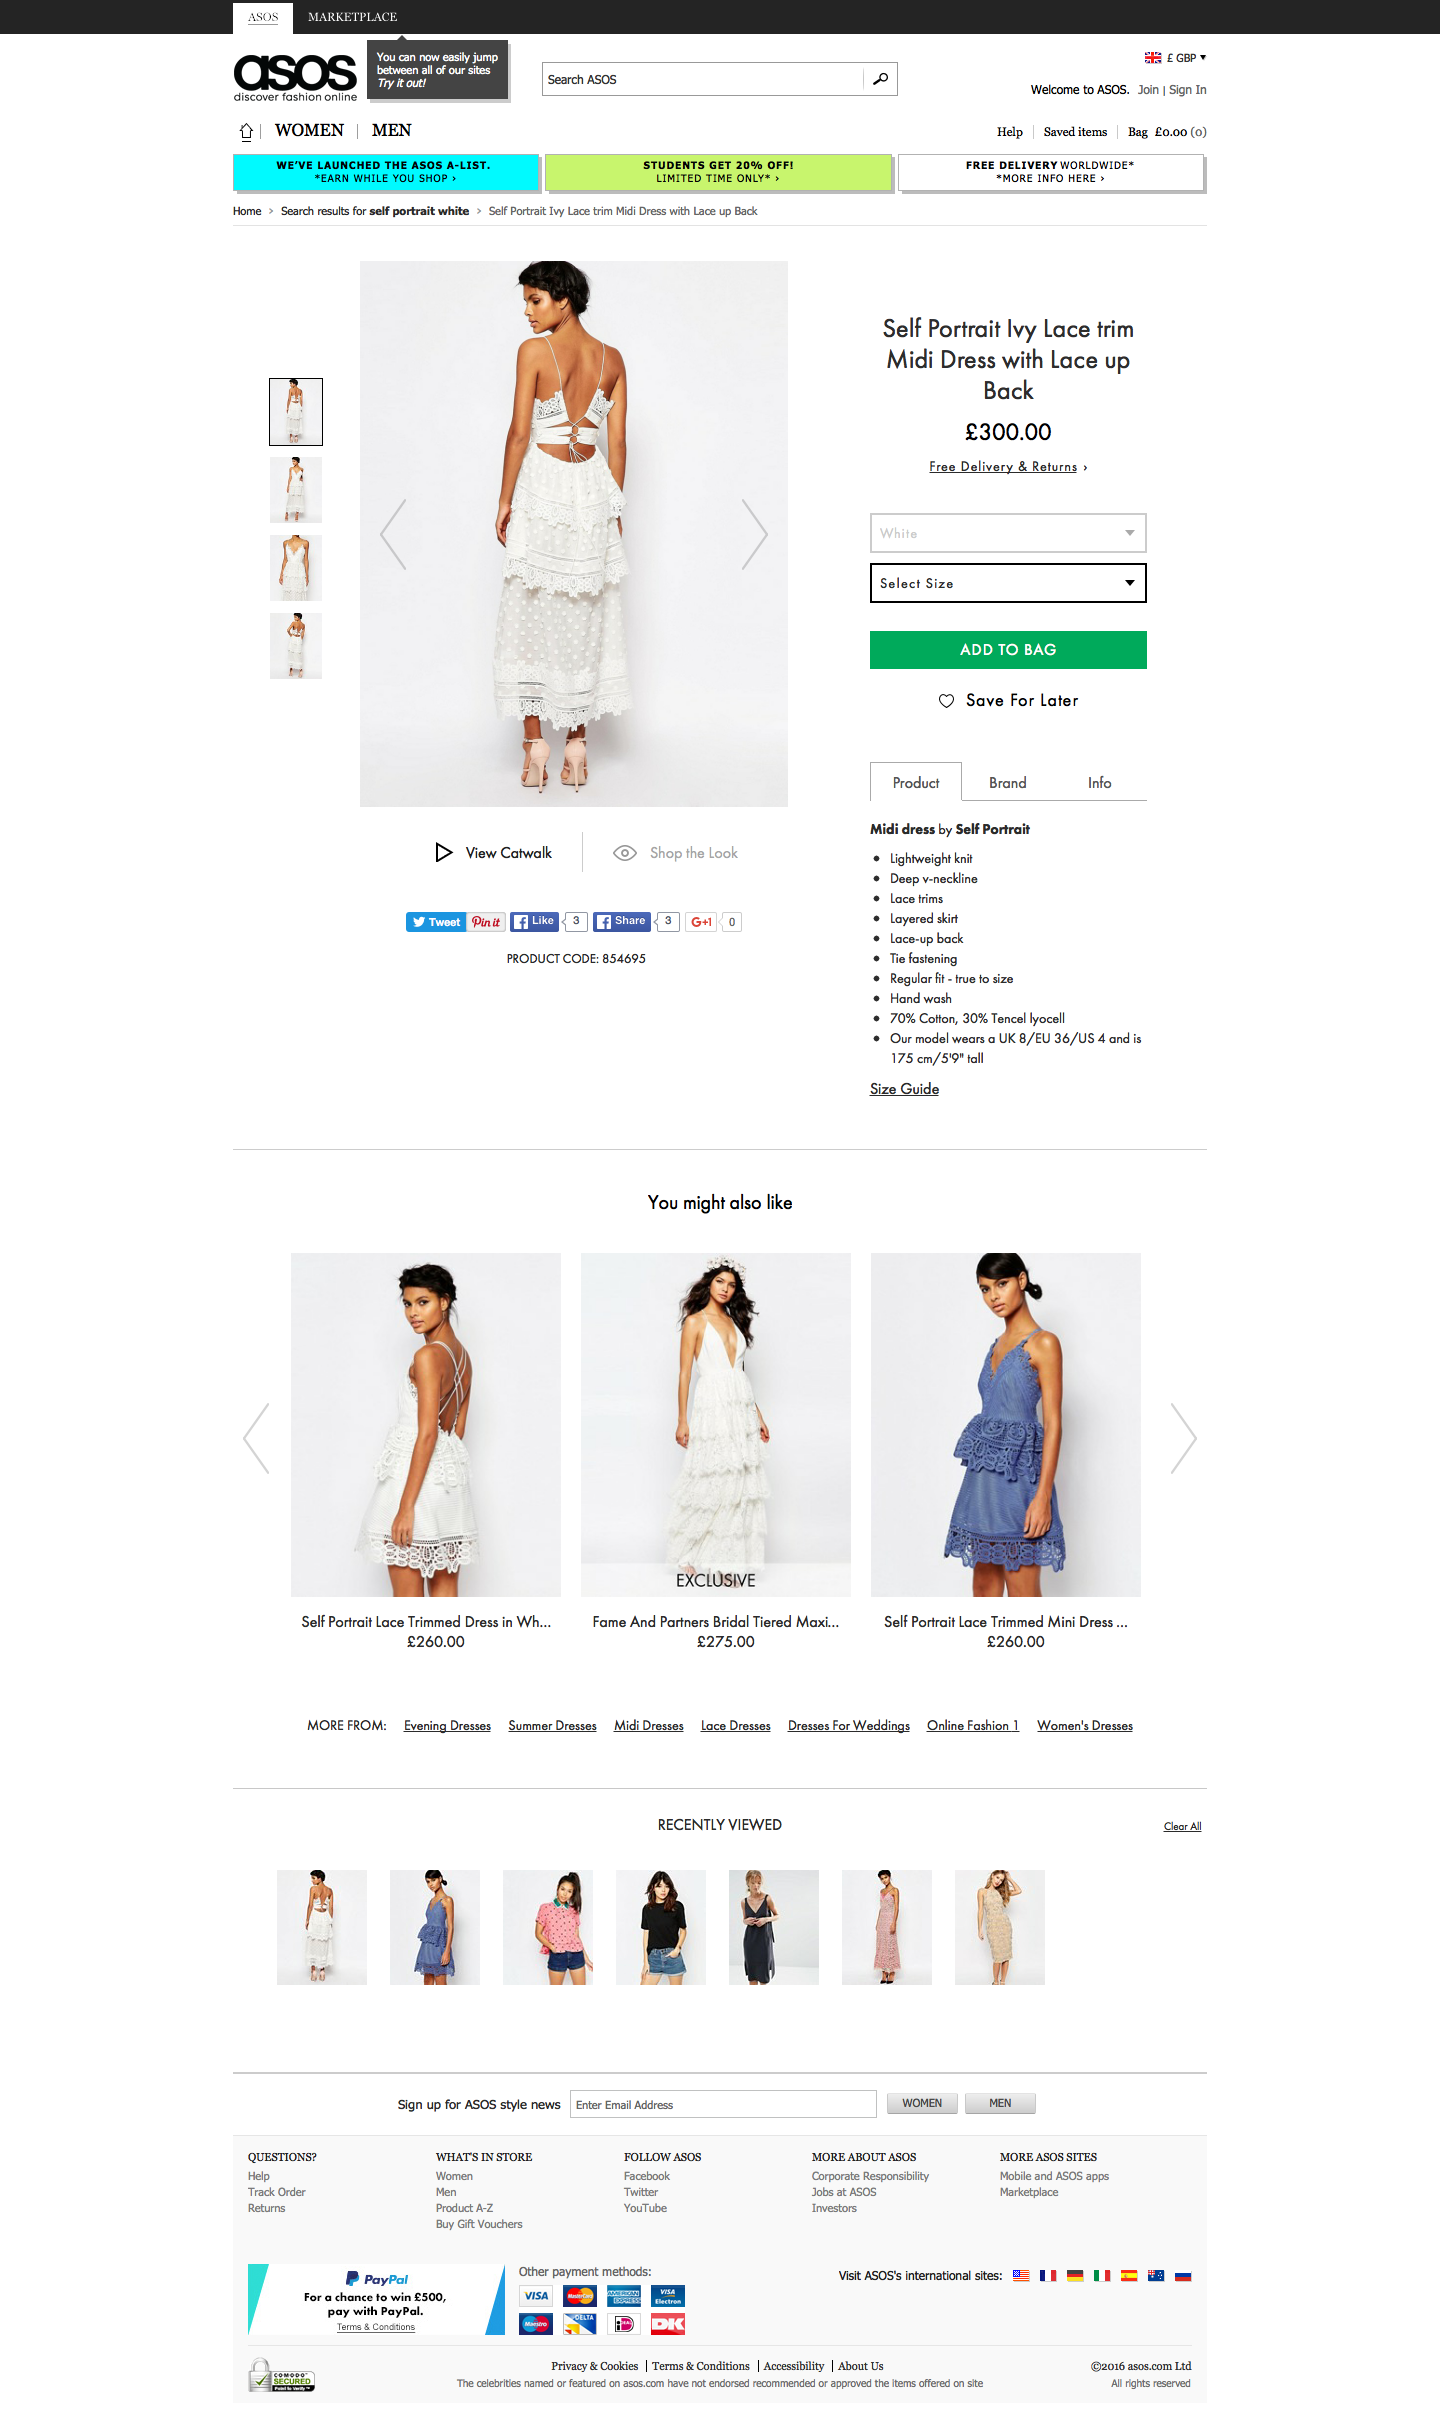 ASOS
MARKETPLACE
You can now easily jump
between all of our sites
Try it out!
asos
discover fashion online
Search ASOS
£ GBP
Welcome to ASOS. Join | Sign In
WOMEN
MEN
Help
Saved items
Bag £0.00 (0)
WE'VE LAUNCHED THE ASOS A-LIST.
*EARN WHILE YOU SHOP ›
STUDENTS GET 20% OFF!
LIMITED TIME ONLY* ›
FREE DELIVERY WORLDWIDE*
*MORE INFO HERE ›
Home > Search results for self portrait white > Self Portrait Ivy Lace trim Midi Dress with Lace up Back
Self Portrait Ivy Lace trim
Midi Dress with Lace up
Back
£300.00
Free Delivery & Returns ›
White
Select Size
ADD TO BAG
Save For Later
Product
Brand
Info
Midi dress by Self Portrait
Lightweight knit
Deep v-neckline
Lace trims
Layered skirt
Lace-up back
Tie fastening
Regular fit - true to size
Hand wash
70% Cotton, 30% Tencel lyocell
Our model wears a UK 8/EU 36/US 4 and is
175 cm/5'9" tall
Size Guide
View Catwalk
Shop the Look
Tweet
Pin it
Like
3
Share
3
G+1
0
PRODUCT CODE: 854695
You might also like
EXCLUSIVE
Self Portrait Lace Trimmed Dress in Wh...
£260.00
Fame And Partners Bridal Tiered Maxi...
£275.00
Self Portrait Lace Trimmed Mini Dress ...
£260.00
MORE FROM: Evening Dresses Summer Dresses Midi Dresses Lace Dresses Dresses For Weddings Online Fashion 1 Women's Dresses
RECENTLY VIEWED
Clear All
Sign up for ASOS style news
Enter Email Address
WOMEN
MEN
QUESTIONS?
Help
Track Order
Returns
WHAT'S IN STORE
Women
Men
Product A-Z
Buy Gift Vouchers
FOLLOW ASOS
Facebook
Twitter
YouTube
MORE ABOUT ASOS
Corporate Responsibility
Jobs at ASOS
Investors
MORE ASOS SITES
Mobile and ASOS apps
Marketplace
PayPal
For a chance to win £500,
pay with PayPal.
Terms & Conditions
Other payment methods:
VISA
MasterCard
AMERICAN EXPRESS
VISA Electron
Maestro
DELTA
iDEAL
DK
Visit ASOS's international sites:
COMODO
SECURED
Point to Verify™
Privacy & Cookies | Terms & Conditions | Accessibility | About Us
The celebrities named or featured on asos.com have not endorsed recommended or approved the items offered on site
©2016 asos.com Ltd
All rights reserved